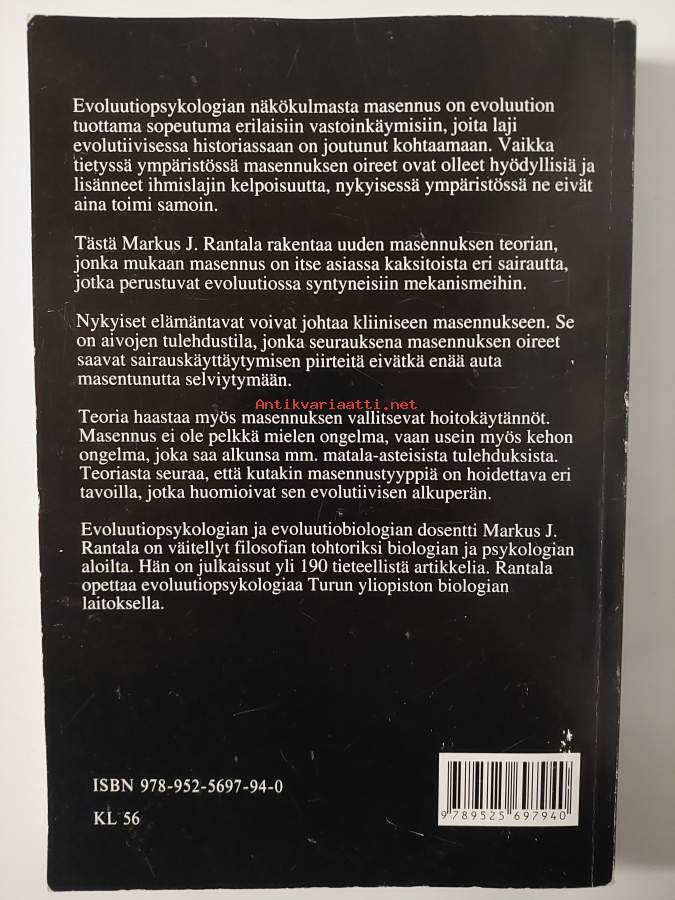 Evoluutiopsykologian näkökulmasta masennus on evoluution
tuottama sopeutuma erilaisiin vastoinkäymisiin, joita laji
evolutiivisessa historiassaan on joutunut kohtaamaan. Vaikka
tietyssä ympäristössä masennuksen oireet ovat olleet hyödyllisiä ja
lisänneet ihmislajin kelpoisuutta, nykyisessä ympäristössä ne eivät
aina toimi samoin.
Tästä Markus J. Rantala rakentaa uuden masennuksen teorian,
jonka mukaan masennus on itse asiassa kaksitoista eri sairautta,
jotka perustuvat evoluutiossa syntyneisiin mekanismeihin.
Nykyiset elämäntavat voivat johtaa kliiniseen masennukseen. Se
on aivojen tulehdustila, jonka seurauksena masennuksen oireet
saavat sairauskäyttäytymisen piirteitä eivätkä enää auta
masentunutta selviytymään.
Antikvariaatti.net
Teoria haastaa myös masennuksen vallitsevat hoitokäytännöt.
Masennus ei ole pelkkä mielen ongelma, vaan usein myös kehon
ongelma, joka saa alkunsa mm. matala-asteisista tulehduksista.
Teoriasta seuraa, että kutakin masennustyyppiä on hoidettava eri
tavoilla, jotka huomioivat sen evolutiivisen alkuperän.
Evoluutiopsykologian ja evoluutiobiologian dosentti Markus J.
Rantala on väitellyt filosofian tohtoriksi biologian ja psykologian
aloilta. Hän on julkaissut yli 190 tieteellistä artikkelia. Rantala
opettaa evoluutiopsykologiaa Turun yliopiston biologian
laitoksella.
ISBN 978-952-5697-94-0
KL 56
9 789525 697940